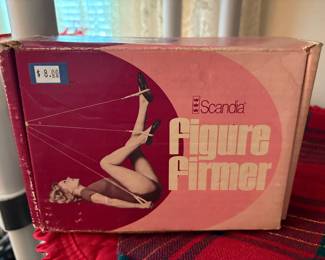 $ 8.00
Scandia®
figure
firmer